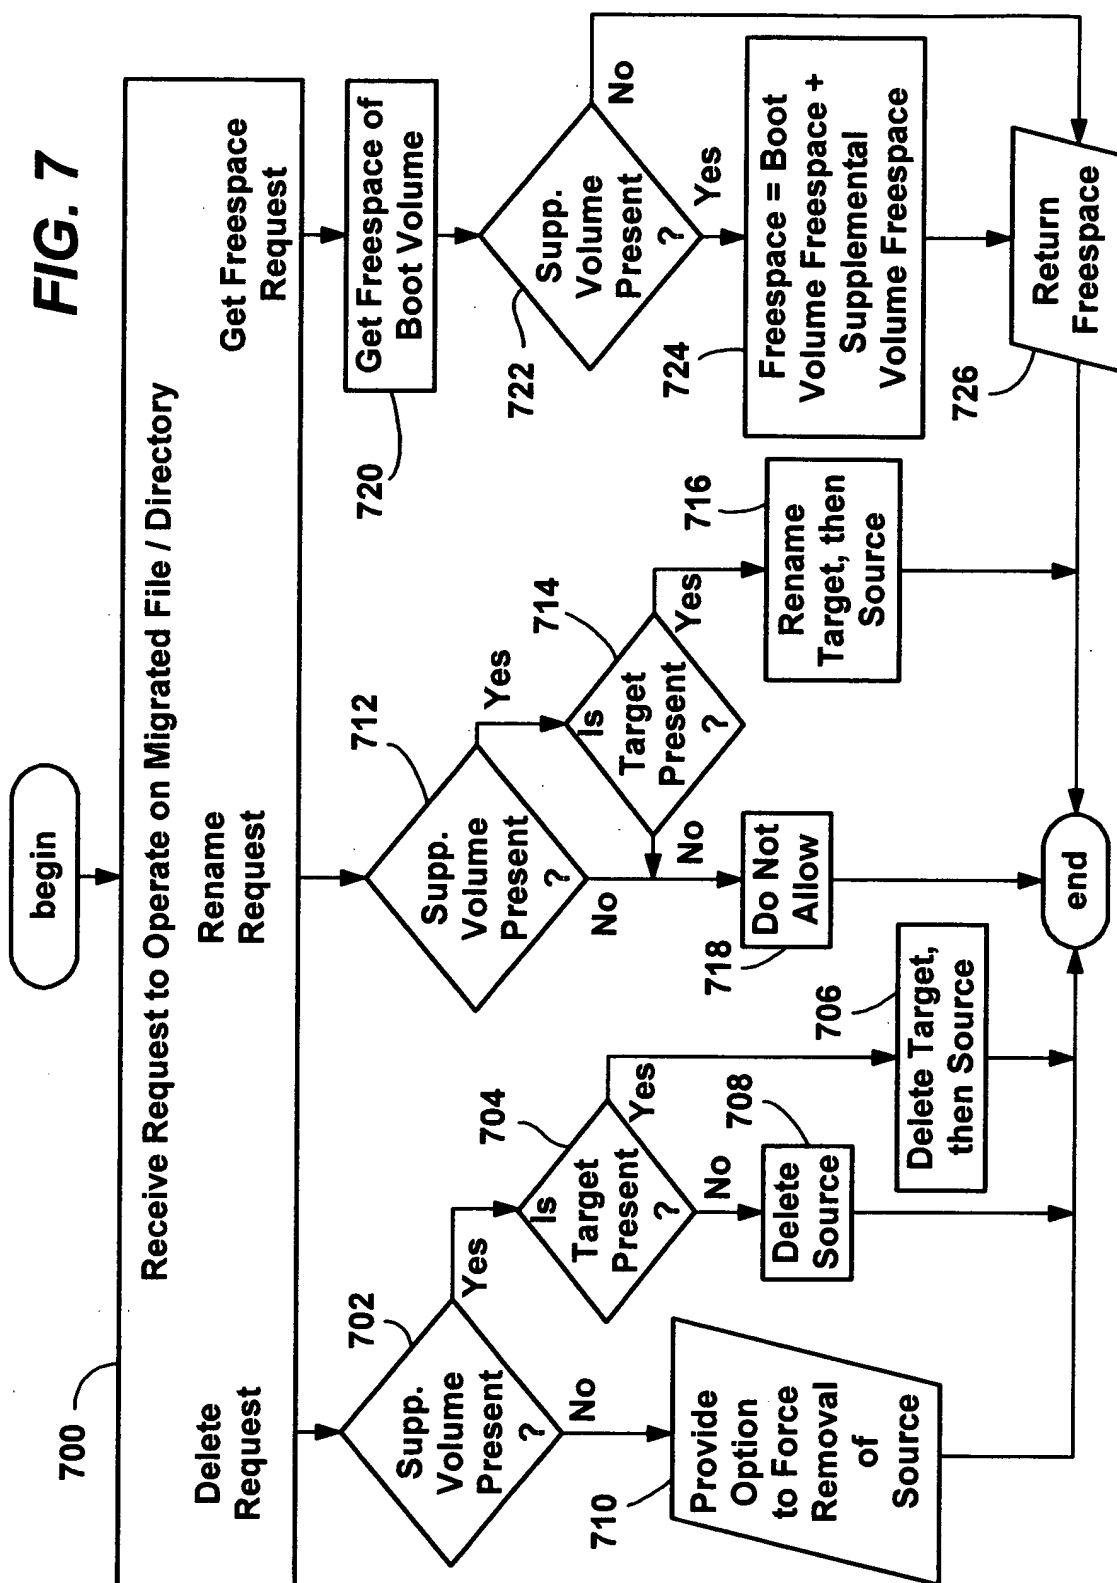 FIG. 7
begin
700
Receive Request to Operate on Migrated File / Directory
Delete
Request
Rename
Request
Get Freespace
Request
702
Supp.
Volume
Present
?
Yes
No
704
Is
Target
Present
?
Yes
No
706
Delete Target,
then Source
708
Delete
Source
710
Provide
Option
to Force
Removal
of
Source
712
Supp.
Volume
Present
?
Yes
No
714
Is
Target
Present
?
Yes
No
716
Rename
Target, then
Source
718
Do Not
Allow
720
Get Freespace of
Boot Volume
722
Supp.
Volume
Present
?
No
Yes
724
Freespace = Boot
Volume Freespace +
Supplemental
Volume Freespace
726
Return
Freespace
end